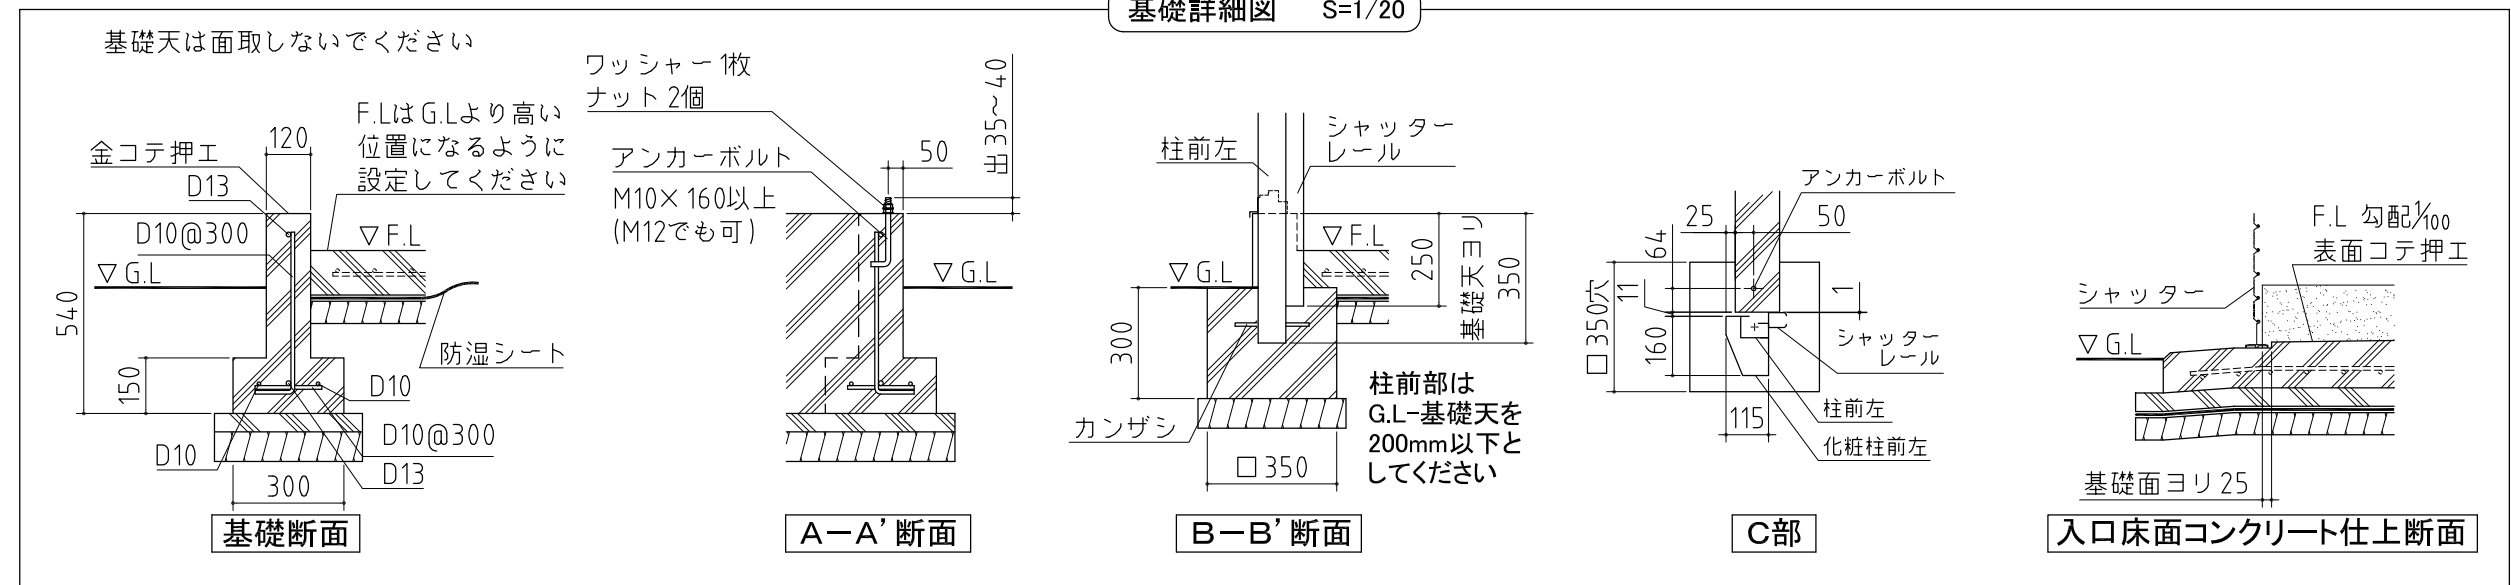 基礎詳細図 S=1/20
基礎天は面取しないでください
F.LはG.Lより高い
位置になるように
設定してください
120
金コテ押エ
D13
D10@300
▽F.L
▽G.L
540
150
防湿シート
D10
D10@300
D10
D13
300
基礎断面
ワッシャー 1枚
ナット 2個
出35~40
50
アンカーボルト
M10×160以上
(M12でも可)
▽G.L
A-A'断面
柱前左
シャッター
レール
▽F.L
▽G.L
250
基礎天ヨリ
350
300
カンザシ
□350
柱前部は
G.L-基礎天を
200mm以下と
してください
B-B'断面
アンカーボルト
25
50
64
□350穴
11
1
160
シャッター
レール
115
柱前左
化粧柱前左
C部
F.L 勾配1/100
表面コテ押エ
シャッター
▽G.L
基礎面ヨリ25
入口床面コンクリート仕上断面